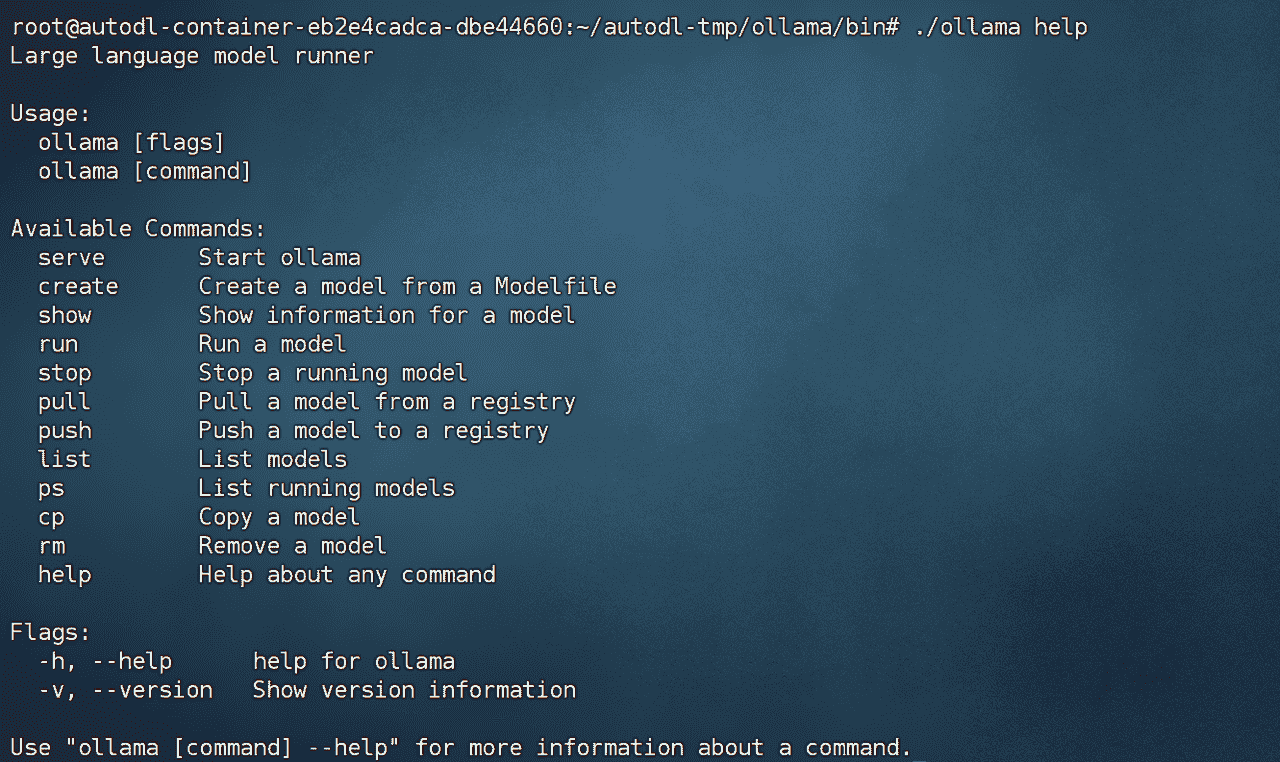 root@autodl-container-eb2e4cadca-dbe44660:~/autodl-tmp/ollama/bin# ./ollama help
Large language model runner

Usage:
  ollama [flags]
  ollama [command]

Available Commands:
  serve       Start ollama
  create      Create a model from a Modelfile
  show        Show information for a model
  run         Run a model
  stop        Stop a running model
  pull        Pull a model from a registry
  push        Push a model to a registry
  list        List models
  ps          List running models
  cp          Copy a model
  rm          Remove a model
  help        Help about any command

Flags:
  -h, --help      help for ollama
  -v, --version   Show version information

Use "ollama [command] --help" for more information about a command.